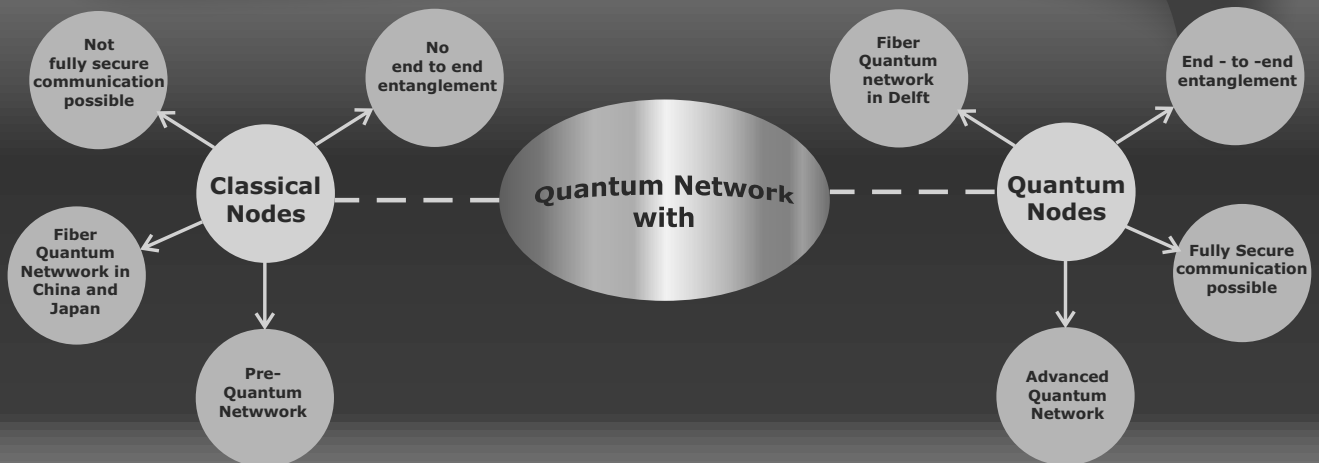 Not
fully secure
communication
possible
No
end to end
entanglement
Classical
Nodes
Fiber
Quantum
Netwwork in
China and
Japan
Pre-
Quantum
Netwwork
Quantum Network
with
Fiber
Quantum
network
in Delft
End - to -end
entanglement
Quantum
Nodes
Fully Secure
communication
possible
Advanced
Quantum
Network